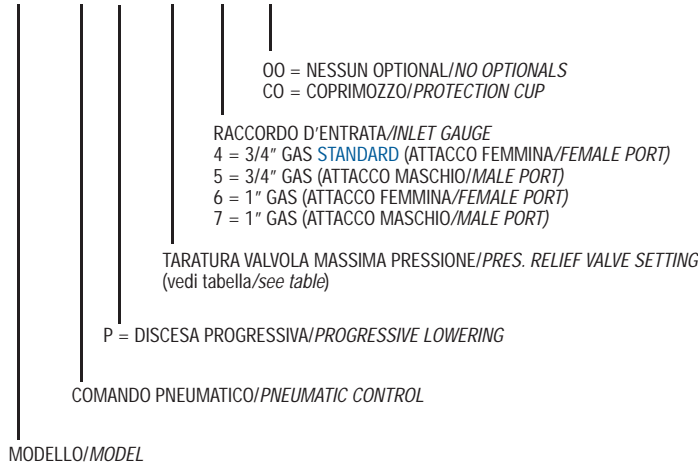 OO = NESSUN OPTIONAL/NO OPTIONALS
CO = COPRIMOZZO/PROTECTION CUP
RACCORDO D'ENTRATA/INLET GAUGE
4 = 3/4" GAS STANDARD (ATTACCO FEMMINA/FEMALE PORT)
5 = 3/4" GAS (ATTACCO MASCHIO/MALE PORT)
6 = 1" GAS (ATTACCO FEMMINA/FEMALE PORT)
7 = 1" GAS (ATTACCO MASCHIO/MALE PORT)
TARATURA VALVOLA MASSIMA PRESSIONE/PRES. RELIEF VALVE SETTING
(vedi tabella/see table)
P = DISCESA PROGRESSIVA/PROGRESSIVE LOWERING
COMANDO PNEUMATICO/PNEUMATIC CONTROL
MODELLO/MODEL